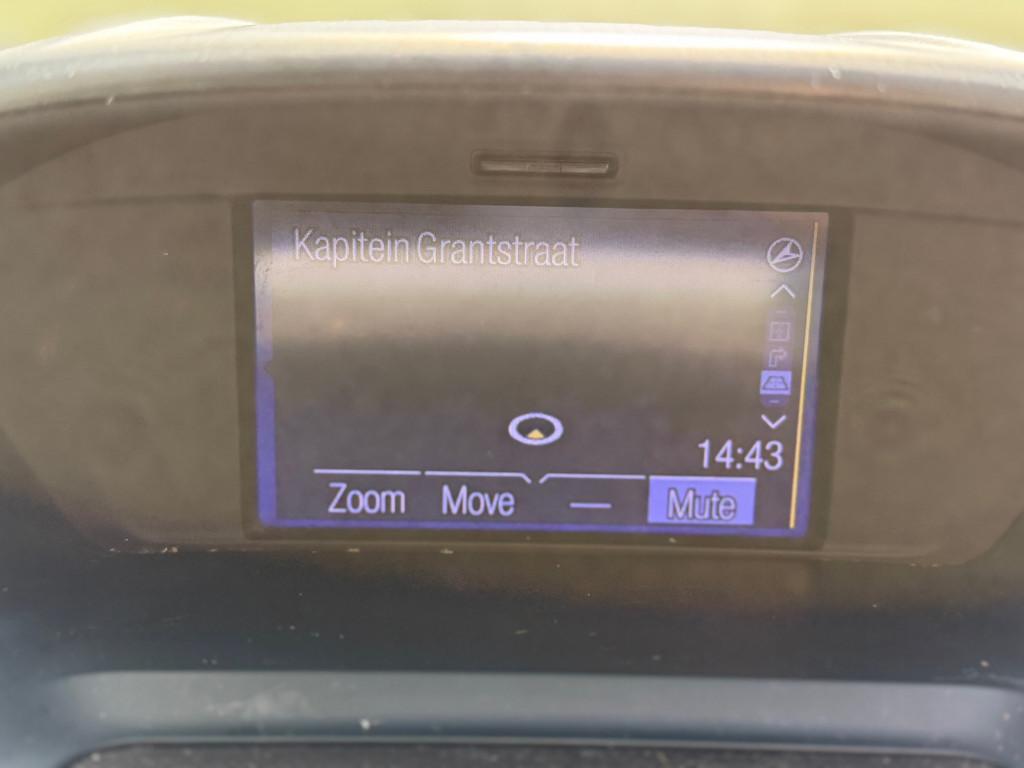 Kapitein Grantstraat
14:43
Zoom Move — Mute